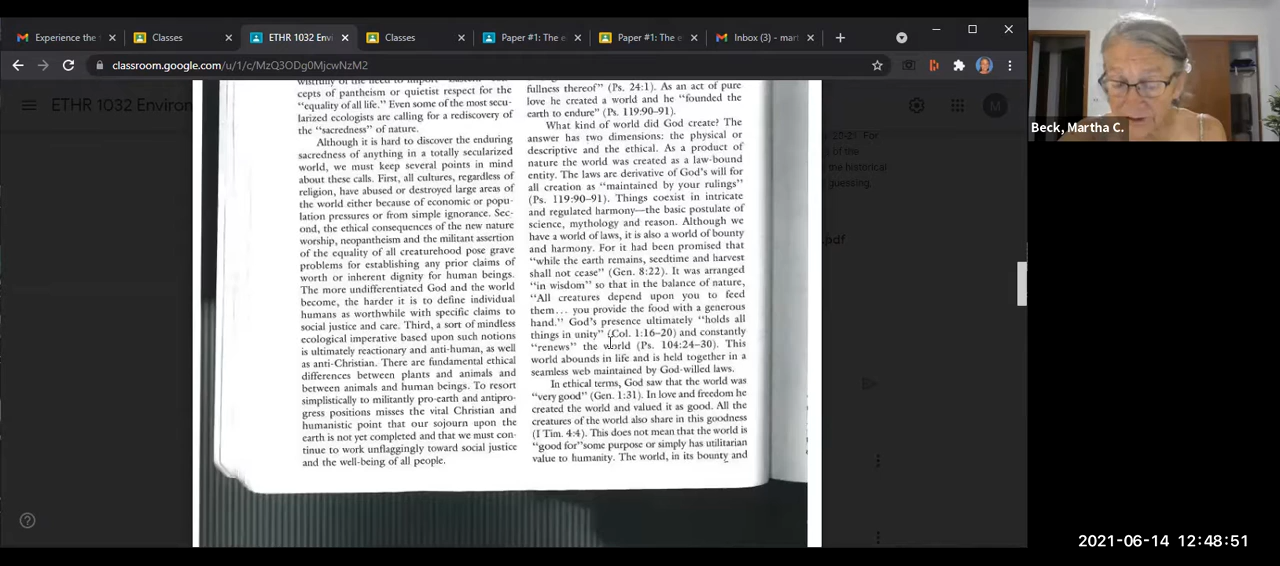 Experience the
Classes
ETHR 1032 Envi
Classes
Paper #1: The e
Paper #1: The e
Inbox (3) - mart
classroom.google.com/u/1/c/MzQ3ODg0MjcwNzM2
ETHR 1032 Environ
M
Beck, Martha C.
20-21. For
s of the
the historical
guessing.
.pdf
wistfully of the need to import "Eastern" con-
cepts of pantheism or quietist respect for the
"equality of all life." Even some of the most secu-
larized ecologists are calling for a rediscovery of
the "sacredness" of nature.
Although it is hard to discover the enduring
sacredness of anything in a totally secularized
world, we must keep several points in mind
about these calls. First, all cultures, regardless of
religion, have abused or destroyed large areas of
the world either because of economic or popu-
lation pressures or from simple ignorance. Sec-
ond, the ethical consequences of the new nature
worship, neopantheism and the militant assertion
of the equality of all creaturehood pose grave
problems for establishing any prior claims of
worth or inherent dignity for human beings.
The more undifferentiated God and the world
become, the harder it is to define individual
humans as worthwhile with specific claims to
social justice and care. Third, a sort of mindless
ecological imperative based upon such notions
is ultimately reactionary and anti-human, as well
as anti-Christian. There are fundamental ethical
differences between plants and animals and
between animals and human beings. To resort
simplistically to militantly pro-earth and antipro-
gress positions misses the vital Christian and
humanistic point that our sojourn upon the
earth is not yet completed and that we must con-
tinue to work unflaggingly toward social justice
and the well-being of all people.
fullness thereof" (Ps. 24:1). As an act of pure
love he created a world and he "founded the
earth to endure" (Ps. 119:90–91).
What kind of world did God create? The
answer has two dimensions: the physical or
descriptive and the ethical. As a product of
nature the world was created as a law-bound
entity. The laws are derivative of God's will for
all creation as "maintained by your rulings"
(Ps. 119:90–91). Things coexist in intricate
and regulated harmony—the basic postulate of
science, mythology and reason. Although we
have a world of laws, it is also a world of bounty
and harmony. For it had been promised that
"while the earth remains, seedtime and harvest
shall not cease" (Gen. 8:22). It was arranged
"in wisdom" so that in the balance of nature,
"All creatures depend upon you to feed
them... you provide the food with a generous
hand." God's presence ultimately "holds all
things in unity" (Col. 1:16–20) and constantly
"renews" the world (Ps. 104:24–30). This
world abounds in life and is held together in a
seamless web maintained by God-willed laws.
In ethical terms, God saw that the world was
"very good" (Gen. 1:31). In love and freedom he
created the world and valued it as good. All the
creatures of the world also share in this goodness
(I Tim. 4:4). This does not mean that the world is
"good for"some purpose or simply has utilitarian
value to humanity. The world, in its bounty and
2021-06-14 12:48:51